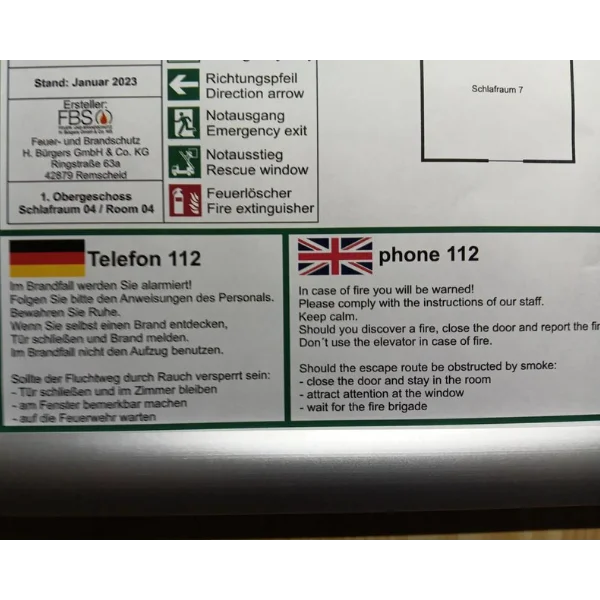 Stand: Januar 2023
Ersteller:
FBS
Feuer- und Brandschutz
H. Bürgers GmbH & Co. KG
Ringstraße 63a
42879 Remscheid
1. Obergeschoss
Schlafraum 04 / Room 04
Richtungspfeil
Direction arrow
Notausgang
Emergency exit
Notausstieg
Rescue window
Feuerlöscher
Fire extinguisher
Schlafraum 7
Telefon 112
Im Brandfall werden Sie alarmiert!
Folgen Sie bitte den Anweisungen des Personals.
Bewahren Sie Ruhe.
Wenn Sie selbst einen Brand entdecken,
Tür schließen und Brand melden.
Im Brandfall nicht den Aufzug benutzen.
Sollte der Fluchtweg durch Rauch versperrt sein:
- Tür schließen und im Zimmer bleiben
- am Fenster bemerkbar machen
- auf die Feuerwehr warten
phone 112
In case of fire you will be warned!
Please comply with the instructions of our staff.
Keep calm.
Should you discover a fire, close the door and report the
Don´t use the elevator in case of fire.
Should the escape route be obstructed by smoke:
- close the door and stay in the room
- attract attention at the window
- wait for the fire brigade